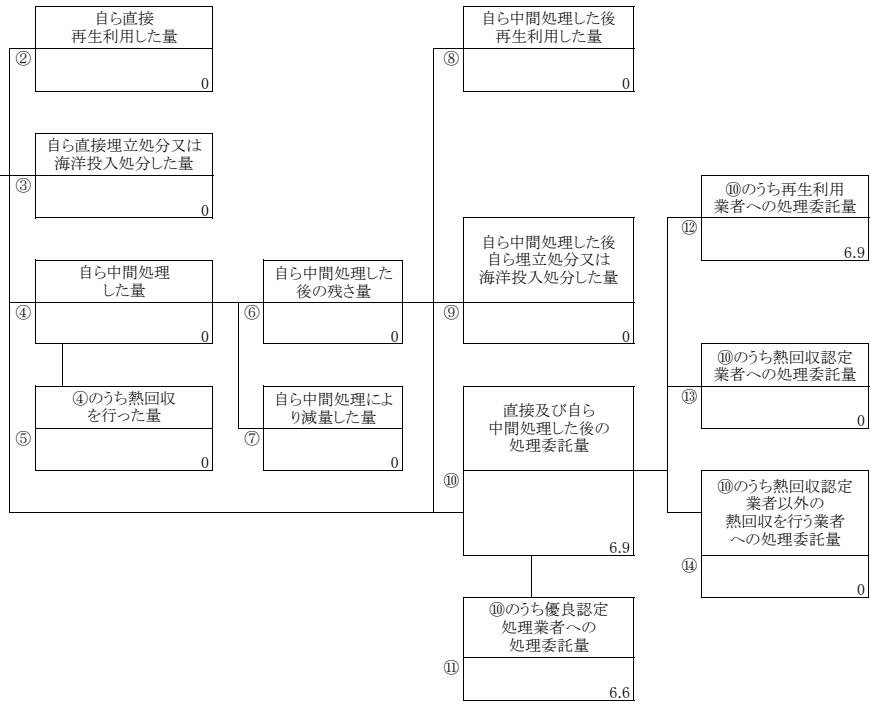 自ら直接
再生利用した量
②
0
自ら直接埋立処分又は
海洋投入処分した量
③
0
自ら中間処理
した量
④
0
④のうち熱回収
を行った量
⑤
0
自ら中間処理した
後の残さ量
⑥
0
自ら中間処理によ
り減量した量
⑦
0
自ら中間処理した後
再生利用した量
⑧
0
自ら中間処理した後
自ら埋立処分又は
海洋投入処分した量
⑨
0
直接及び自ら
中間処理した後の
処理委託量
⑩
6.9
⑩のうち優良認定
処理業者への
処理委託量
⑪
6.6
⑩のうち再生利用
業者への処理委託量
⑫
6.9
⑩のうち熱回収認定
業者への処理委託量
⑬
0
⑩のうち熱回収認定
業者以外の
熱回収を行う業者
への処理委託量
⑭
0